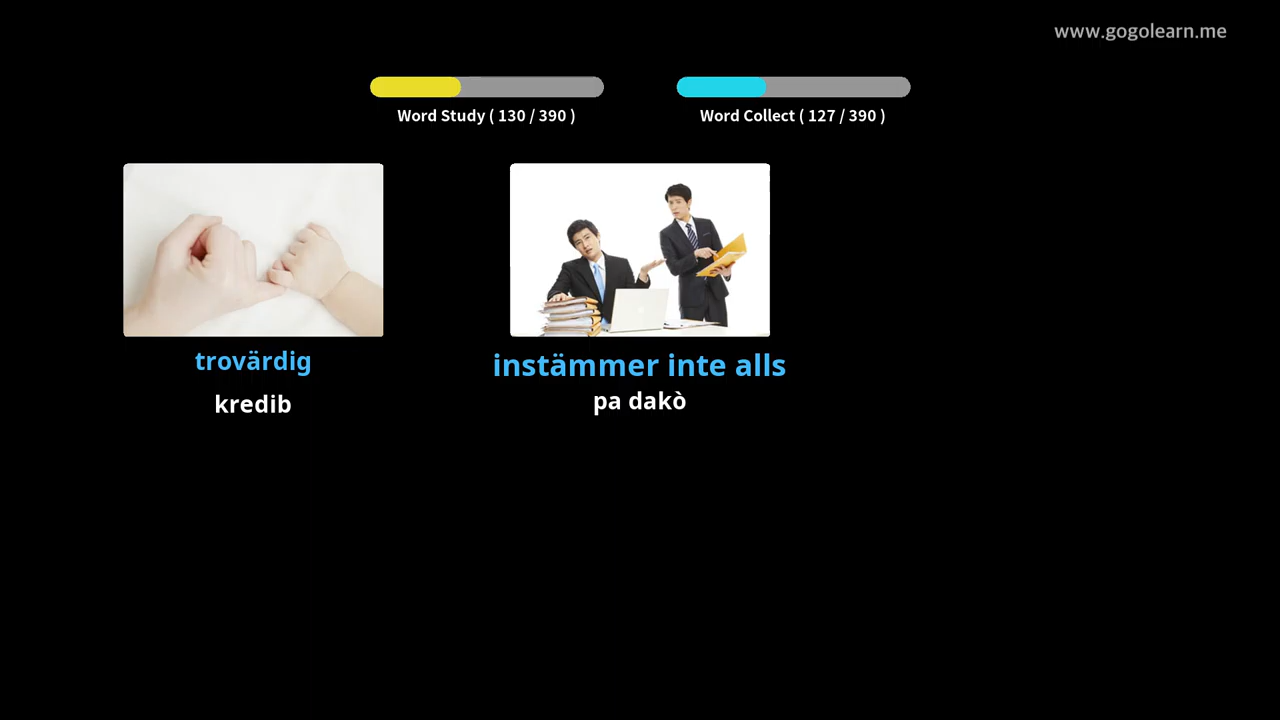 www.gogolearn.me
Word Study ( 130 / 390 )
Word Collect ( 127 / 390 )
trovärdig
kredib
instämmer inte alls
pa dakò